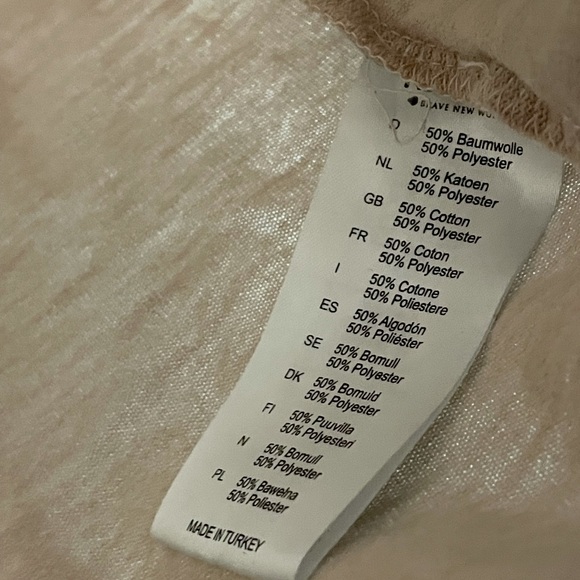 BRAVE NEW
D 50% Baumwolle
50% Polyester
NL 50% Katoen
50% Polyester
GB 50% Cotton
50% Polyester
FR 50% Coton
50% Polyester
I 50% Cotone
50% Poliestere
ES 50% Algodón
50% Poliéster
SE 50% Bomull
50% Polyester
DK 50% Bomuld
50% Polyester
FI 50% Puuvilla
50% Polyesteri
N 50% Bomull
50% Polyester
PL 50% Bawełna
50% Poliester
MADE IN TURKEY